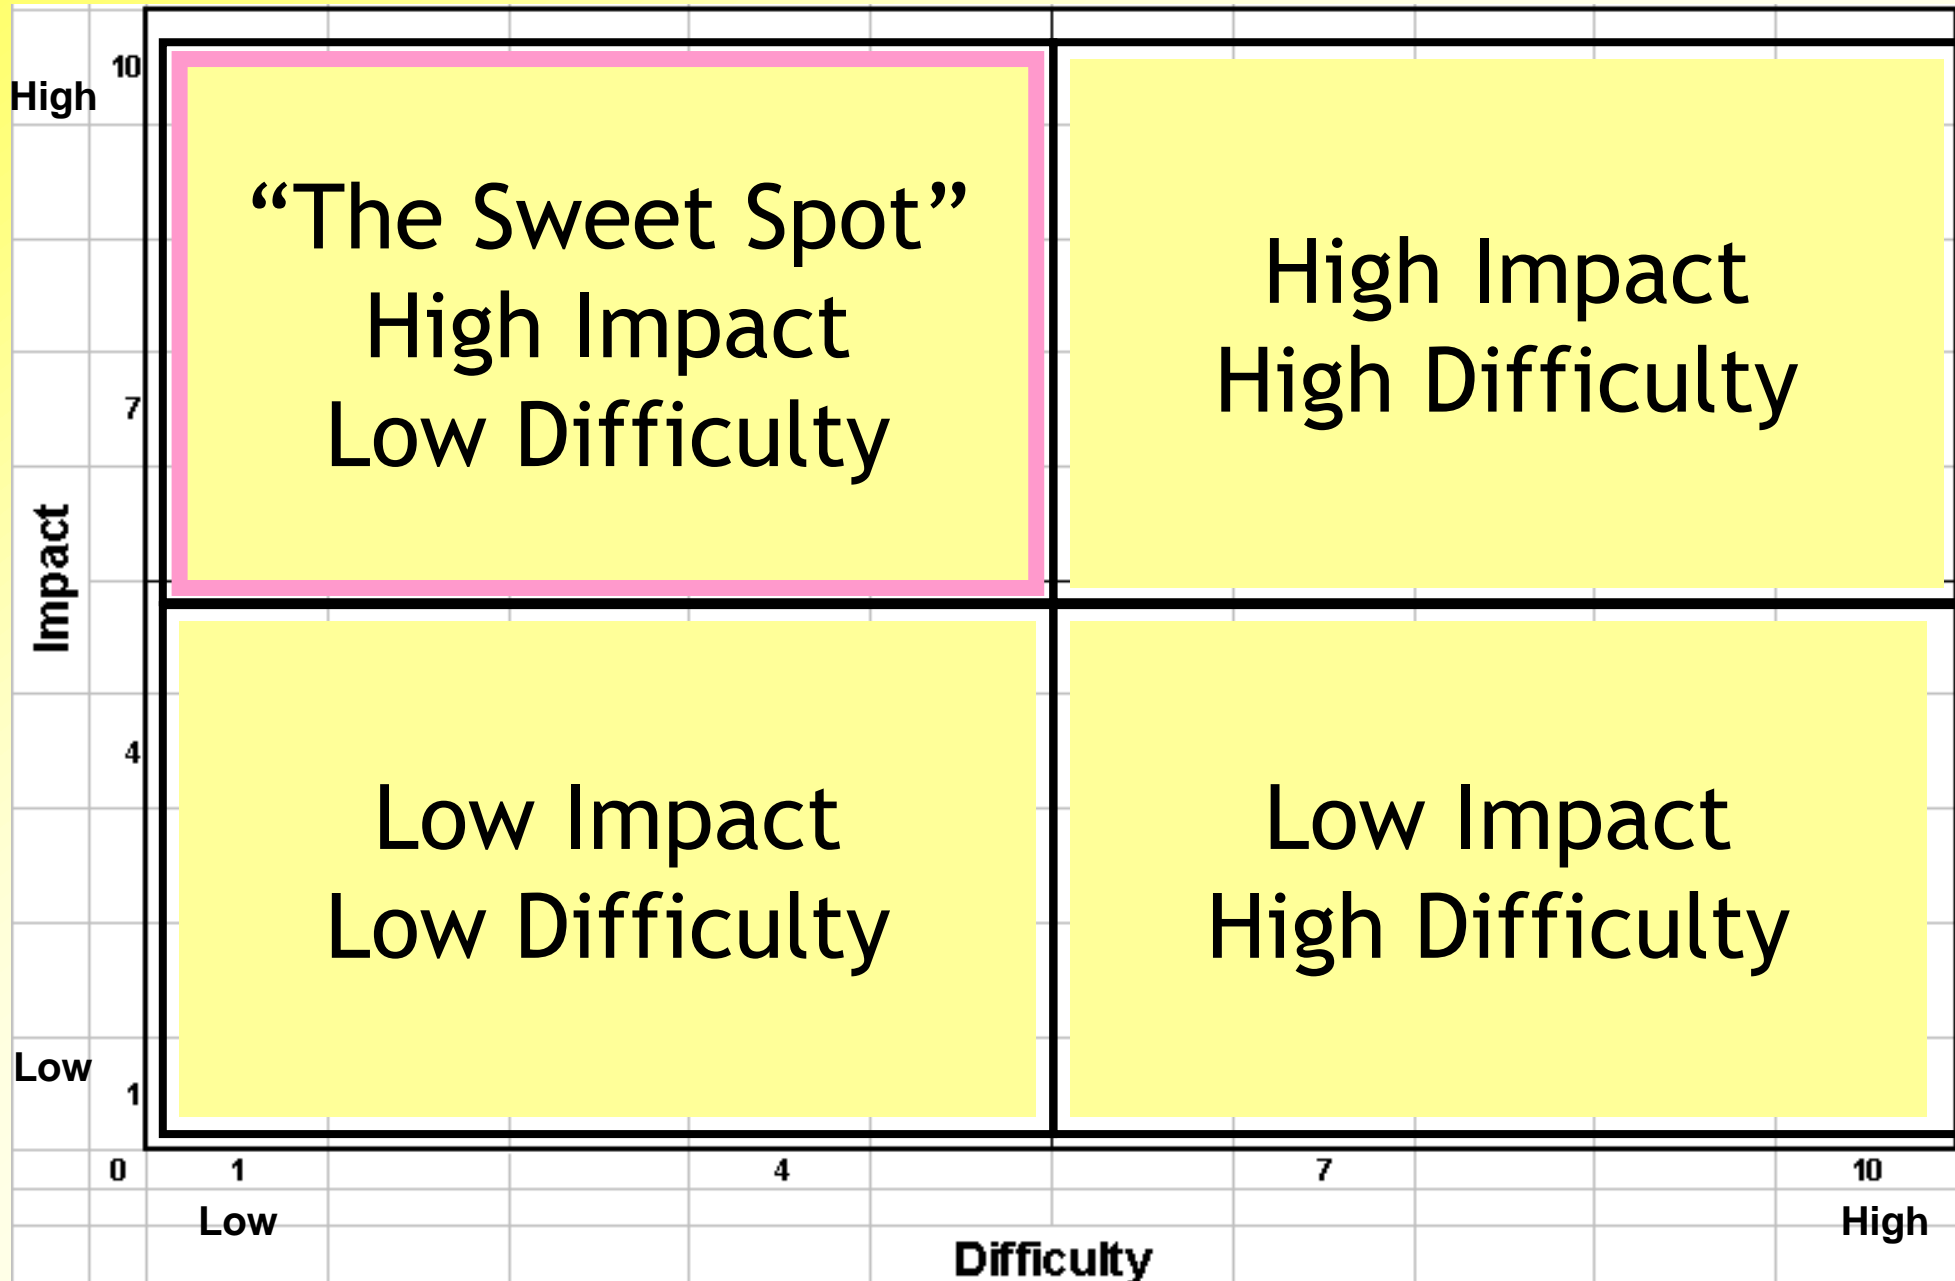 10
High
“The Sweet Spot”
High Impact
Low Difficulty
High Impact
High Difficulty
7
Impact
4
Low Impact
Low Difficulty
Low Impact
High Difficulty
Low
1
0 1 4 7 10
Low High
Difficulty